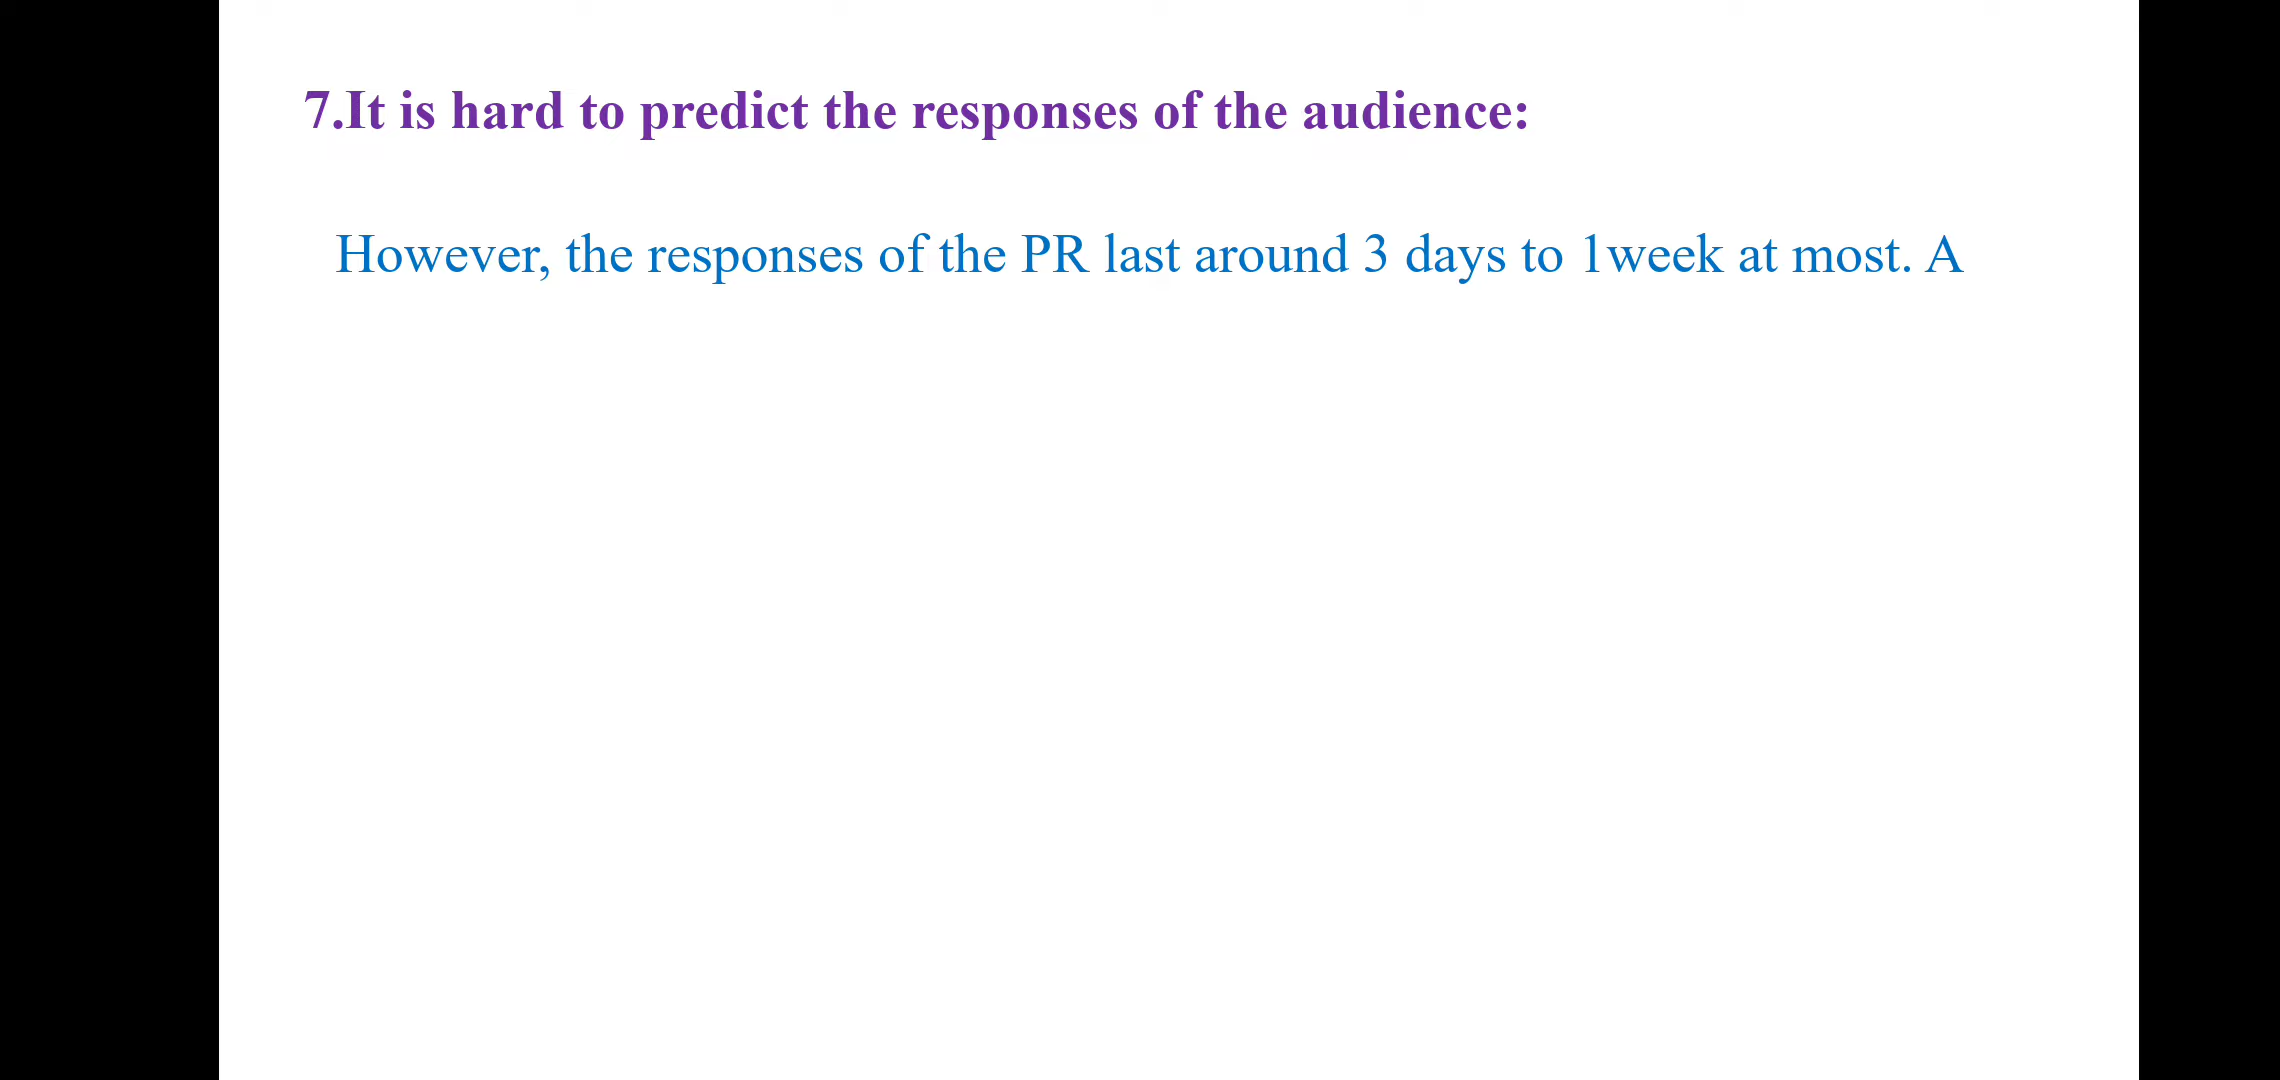 7.It is hard to predict the responses of the audience:
However, the responses of the PR last around 3 days to 1week at most. A